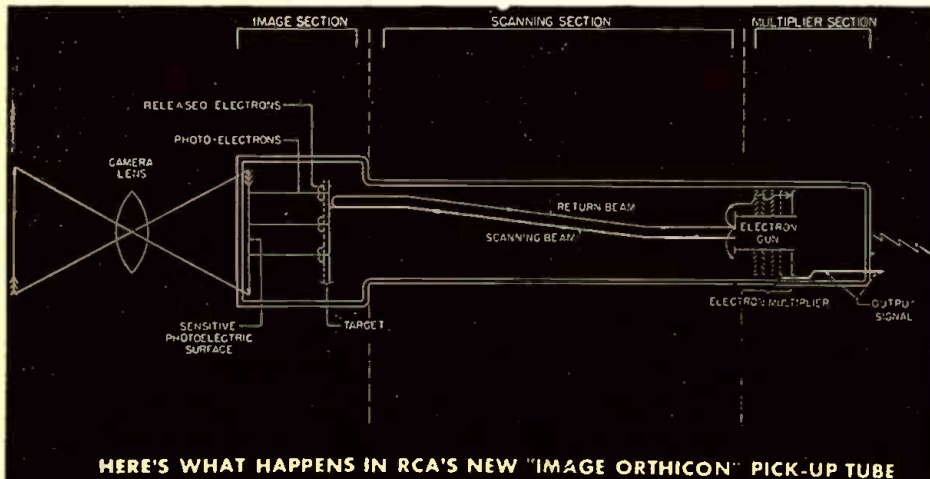 IMAGE SECTION
SCANNING SECTION
MULTIPLIER SECTION
RELEASED ELECTRONS
PHOTO-ELECTRONS
CAMERA
LENS
RETURN BEAM
SCANNING BEAM
ELECTRON
GUN
ELECTRON MULTIPLIER
OUTPUT
SIGNAL
SENSITIVE
PHOTOELECTRIC
SURFACE
TARGET
HERE'S WHAT HAPPENS IN RCA'S NEW "IMAGE ORTHICON" PICK-UP TUBE